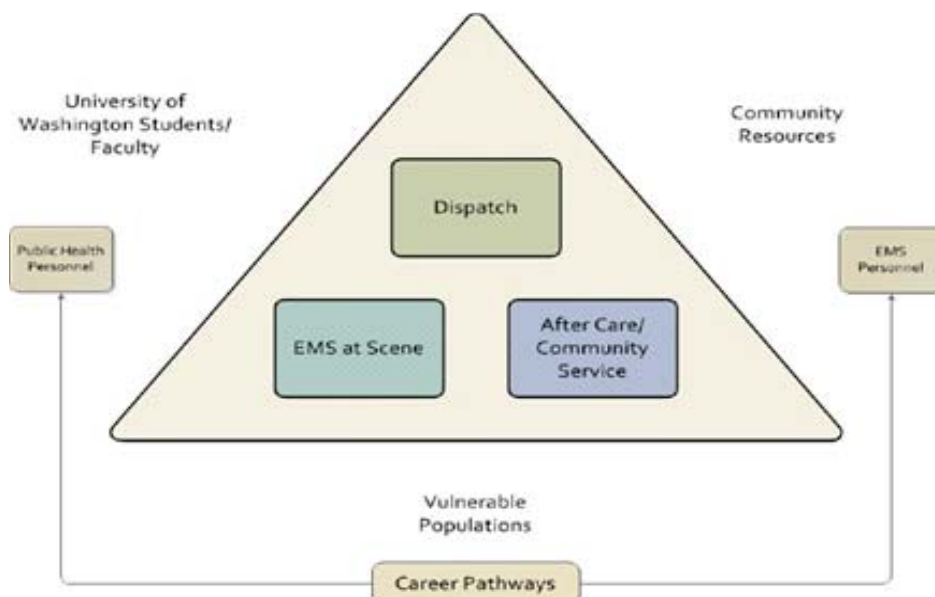 University of
Washington Students/
Faculty
Community
Resources
Dispatch
Public Health
Personnel
EMS
Personnel
EMS at Scene
After Care/
Community
Service
Vulnerable
Populations
Career Pathways